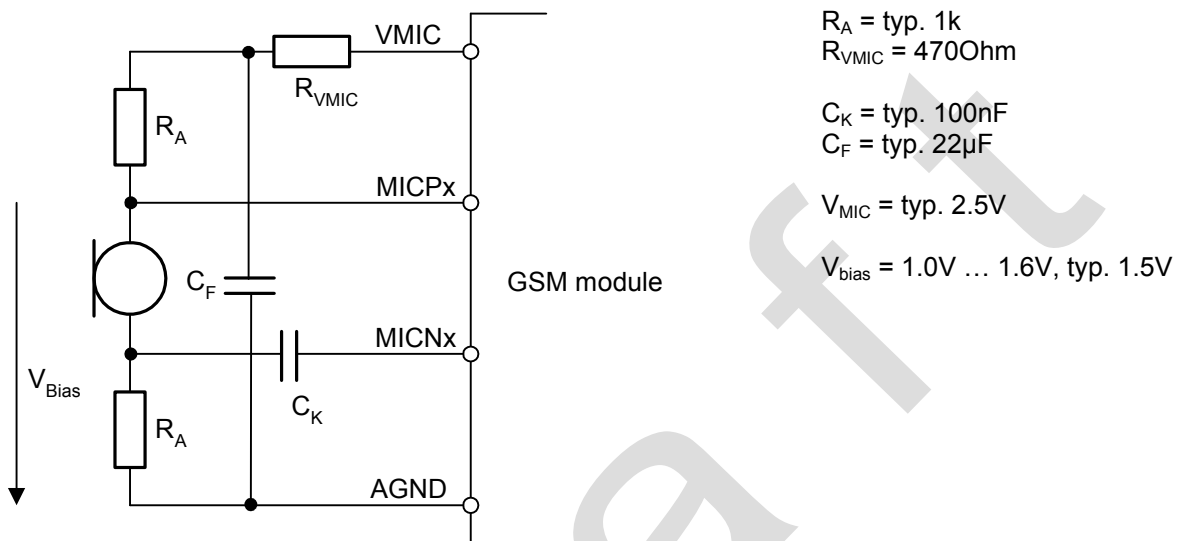 VMIC
R_VMIC
R_A
MICPx
C_F
GSM module
MICNx
V_Bias
C_K
R_A
AGND
R_A = typ. 1k
R_VMIC = 470Ohm
C_K = typ. 100nF
C_F = typ. 22µF
V_MIC = typ. 2.5V
V_bias = 1.0V … 1.6V, typ. 1.5V
a f t